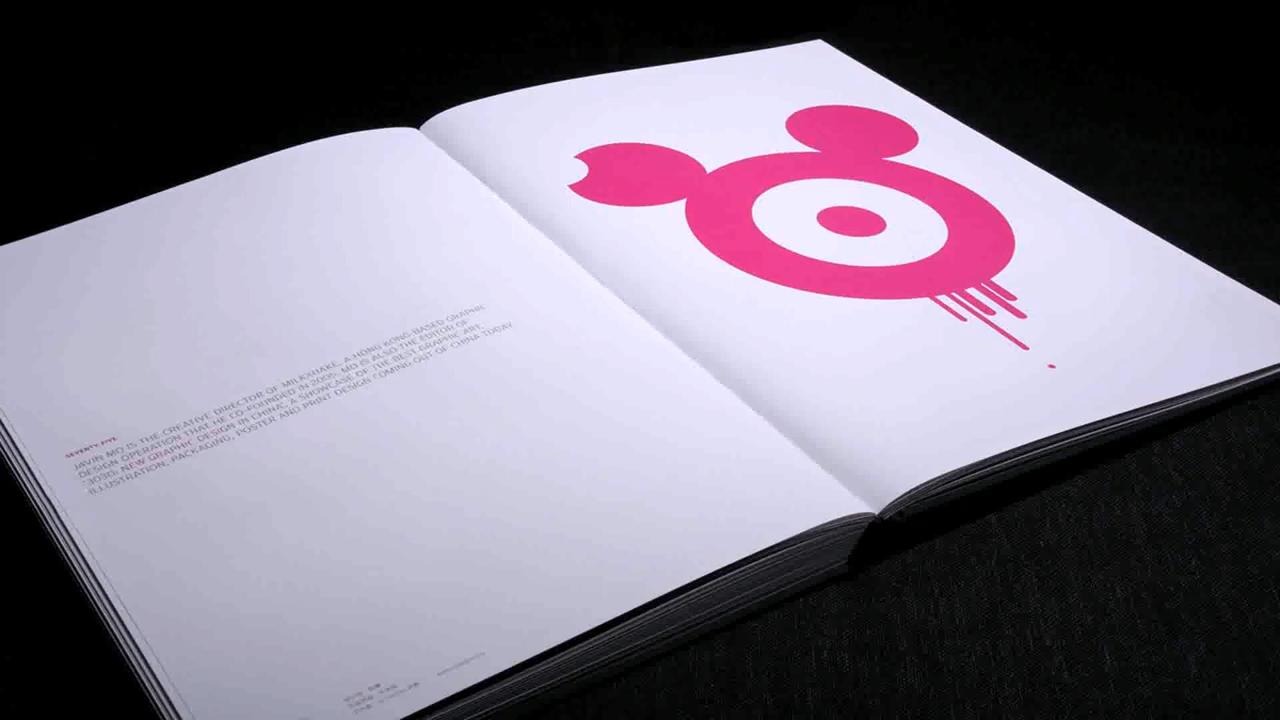 SEVENTY-FIVE
JAVIN MO IS THE CREATIVE DIRECTOR OF MILKXHAKE, A HONG KONG-BASED GRAPHIC
DESIGN OPERATION THAT HE CO-FOUNDED IN 2005. MO IS ALSO THE EDITOR OF
'3030: NEW GRAPHIC DESIGN IN CHINA', A SHOWCASE OF THE BEST GRAPHIC ART,
ILLUSTRATION, PACKAGING, POSTER AND PRINT DESIGN COMING OUT OF CHINA TODAY